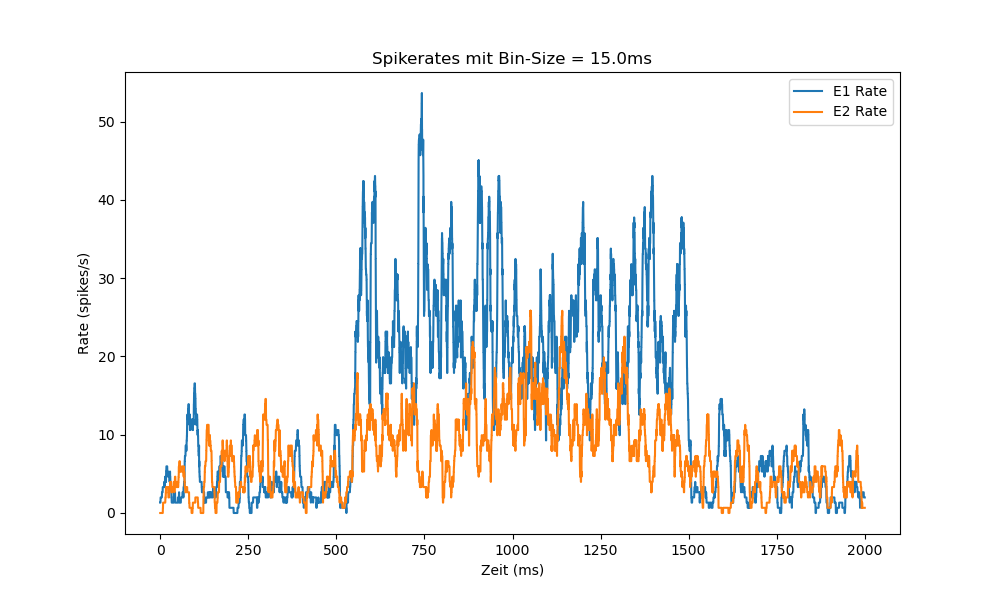 Spikerates mit Bin-Size = 15.0ms
E1 Rate
E2 Rate
Rate (spikes/s)
50
40
30
20
10
0
0 250 500 750 1000 1250 1500 1750 2000
Zeit (ms)